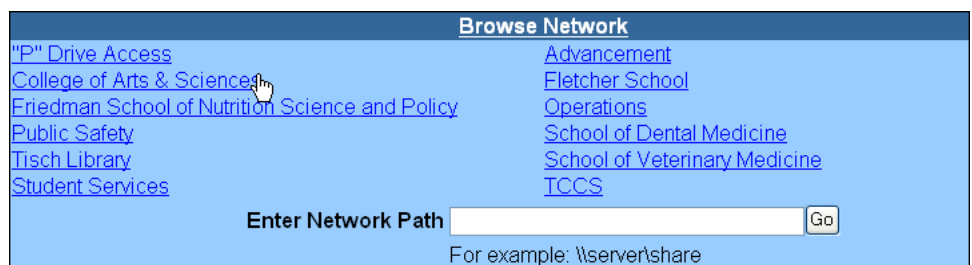 Browse Network
"P" Drive Access
College of Arts & Sciences
Friedman School of Nutrition Science and Policy
Public Safety
Tisch Library
Student Services
Advancement
Fletcher School
Operations
School of Dental Medicine
School of Veterinary Medicine
TCCS
Enter Network Path Go
For example: \\server\share